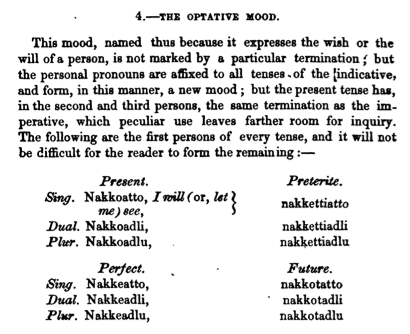 4.—THE OPTATIVE MOOD.
This mood, named thus because it expresses the wish or the
will of a person, is not marked by a particular termination; but
the personal pronouns are affixed to all tenses of the indicative,
and form, in this manner, a new mood; but the present tense has,
in the second and third persons, the same termination as the im-
perative, which peculiar use leaves farther room for inquiry.
The following are the first persons of every tense, and it will not
be difficult for the reader to form the remaining:—
Present. Preterite.
Sing. Nakkoatto, I will (or, let } nakkettiatto
me) see,
Dual. Nakkoadli, nakkettiadli
Plur. Nakkoadlu, nakkettiadlu
Perfect. Future.
Sing. Nakkeatto, nakkotatto
Dual. Nakkeadli, nakkotadli
Plur. Nakkeadlu, nakkotadlu